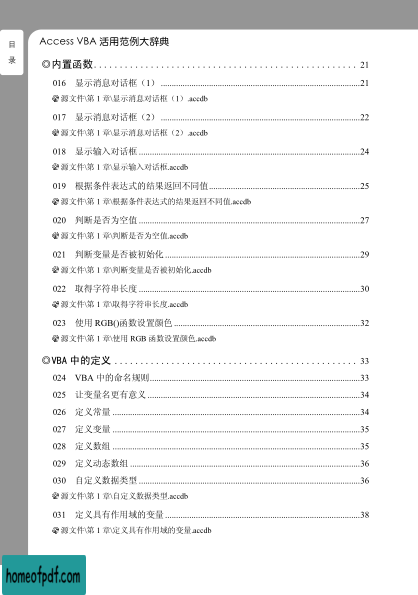 目
录
Access VBA 活用范例大辞典
◎内置函数 ........ 21
016 显示消息对话框（1） ........ 21
源文件\第 1 章\显示消息对话框（1）.accdb
017 显示消息对话框（2） ........ 22
源文件\第 1 章\显示消息对话框（2）.accdb
018 显示输入对话框 ........ 24
源文件\第 1 章\显示输入对话框.accdb
019 根据条件表达式的结果返回不同值 ........ 25
源文件\第 1 章\根据条件表达式的结果返回不同值.accdb
020 判断是否为空值 ........ 27
源文件\第 1 章\判断是否为空值.accdb
021 判断变量是否被初始化 ........ 29
源文件\第 1 章\判断变量是否被初始化.accdb
022 取得字符串长度 ........ 30
源文件\第 1 章\取得字符串长度.accdb
023 使用 RGB()函数设置颜色 ........ 32
源文件\第 1 章\使用 RGB 函数设置颜色.accdb
◎VBA 中的定义 ........ 33
024 VBA 中的命名规则 ........ 33
025 让变量名更有意义 ........ 34
026 定义常量 ........ 34
027 定义变量 ........ 35
028 定义数组 ........ 35
029 定义动态数组 ........ 36
030 自定义数据类型 ........ 36
源文件\第 1 章\自定义数据类型.accdb
031 定义具有作用域的变量 ........ 38
源文件\第 1 章\定义具有作用域的变量.accdb
homeofpdf.com